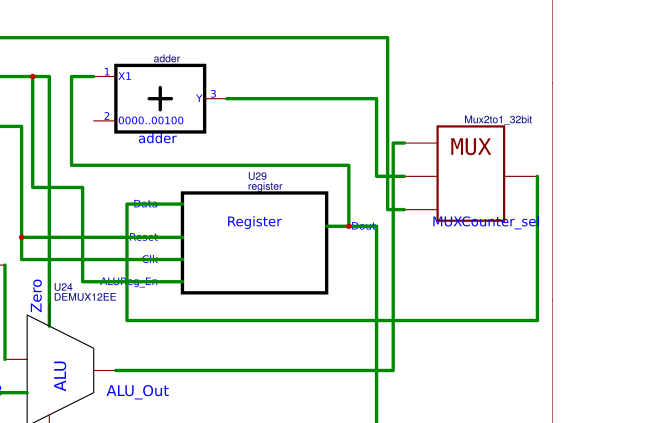 adder
1
X1
3
Y
2
0000..00100
adder
Mux2to1_32bit
MUX
MUXCounter_sel
U29
register
Data
Register
Dout
Reset
Clk
ALUReg_En
Zero
U24
DEMUX12EE
ALU
ALU_Out